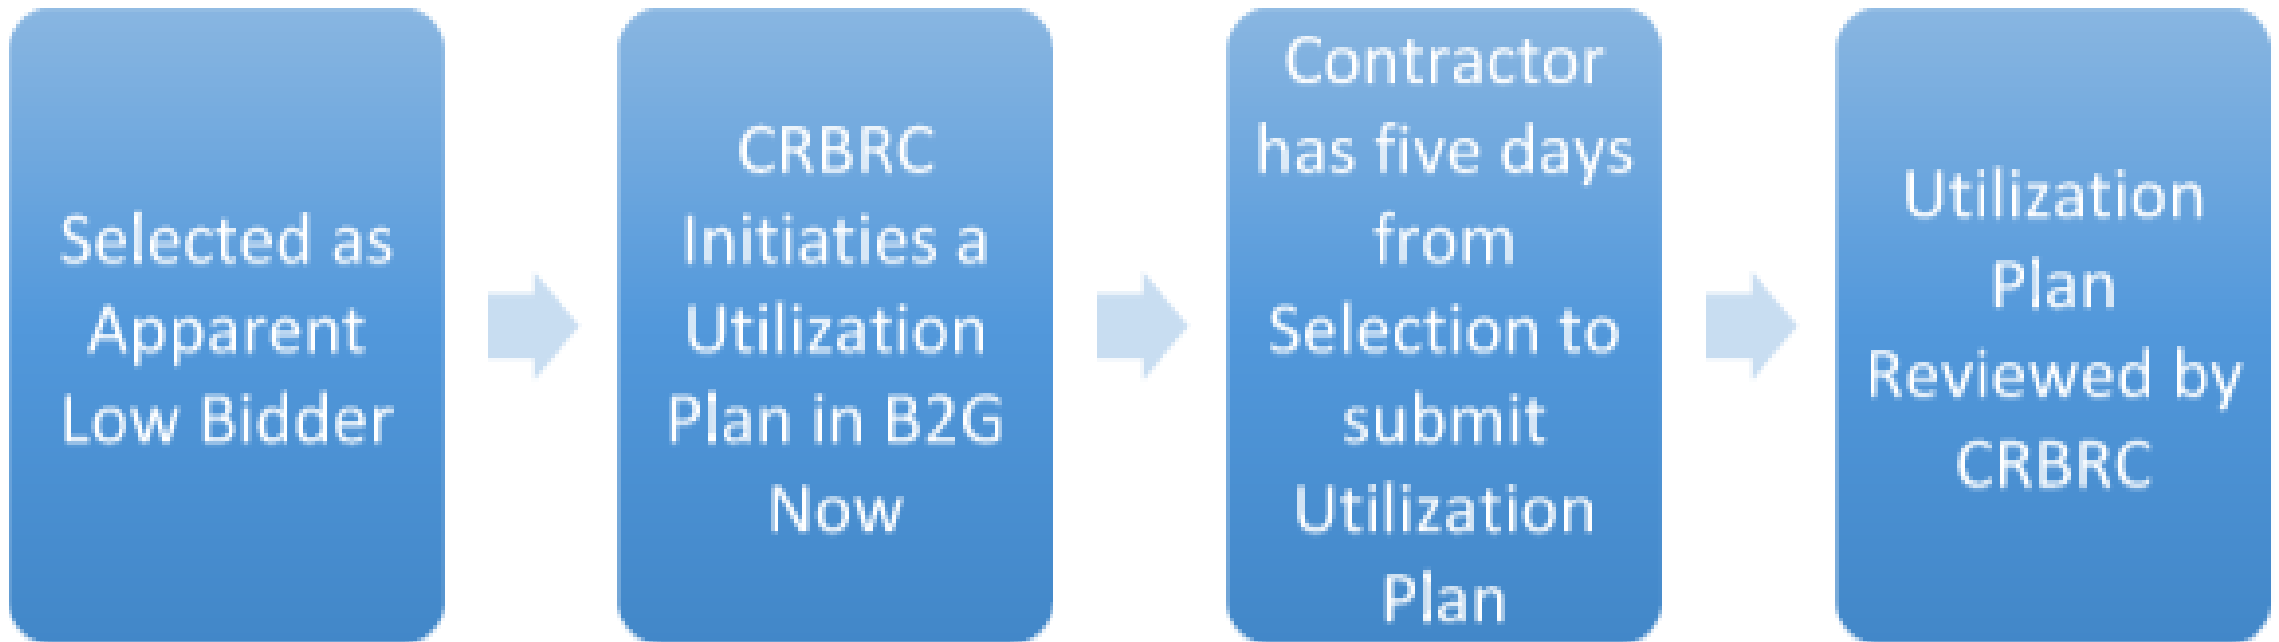 Selected as
Apparent
Low Bidder
CRBRC
Initiaties a
Utilization
Plan in B2G
Now
Contractor
has five days
from
Selection to
submit
Utilization
Plan
Utilization
Plan
Reviewed by
CRBRC